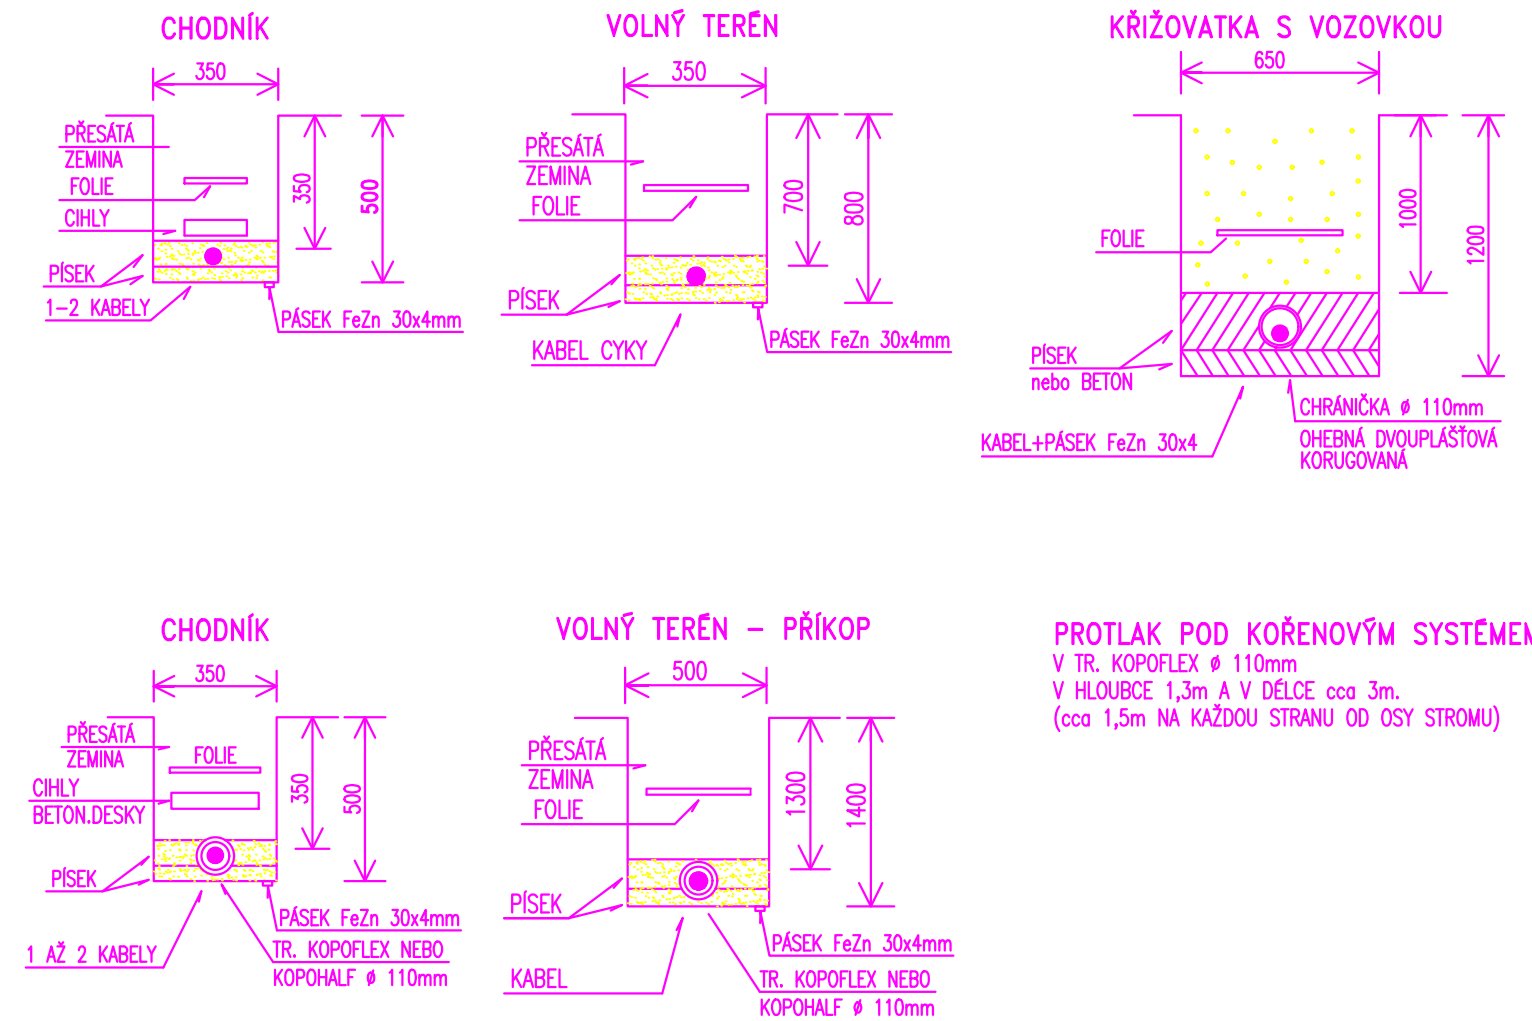 CHODNÍK
350
PŘESÁTÁ
ZEMINA
FOLIE
CIHLY
PÍSEK
1-2 KABELY
350
500
PÁSEK FeZn 30x4mm
VOLNÝ TERÉN
350
PŘESÁTÁ
ZEMINA
FOLIE
PÍSEK
KABEL CYKY
700
800
PÁSEK FeZn 30x4mm
KŘIŽOVATKA S VOZOVKOU
650
FOLIE
1000
1200
PÍSEK
nebo BETON
KABEL+PÁSEK FeZn 30x4
CHRÁNIČKA ø 110mm
OHEBNÁ DVOUPLÁŠŤOVÁ
KORUGOVANÁ
CHODNÍK
350
PŘESÁTÁ
ZEMINA
FOLIE
CIHLY
BETON.DESKY
PÍSEK
1 AŽ 2 KABELY
350
500
PÁSEK FeZn 30x4mm
TR. KOPOFLEX NEBO
KOPOHALF ø 110mm
VOLNÝ TERÉN - PŘÍKOP
500
PŘESÁTÁ
ZEMINA
FOLIE
PÍSEK
KABEL
1300
1400
PÁSEK FeZn 30x4mm
TR. KOPOFLEX NEBO
KOPOHALF ø 110mm
PROTLAK POD KOŘENOVÝM SYSTÉMEM
V TR. KOPOFLEX ø 110mm
V HLOUBCE 1,3m A V DÉLCE cca 3m.
(cca 1,5m NA KAŽDOU STRANU OD OSY STROMU)